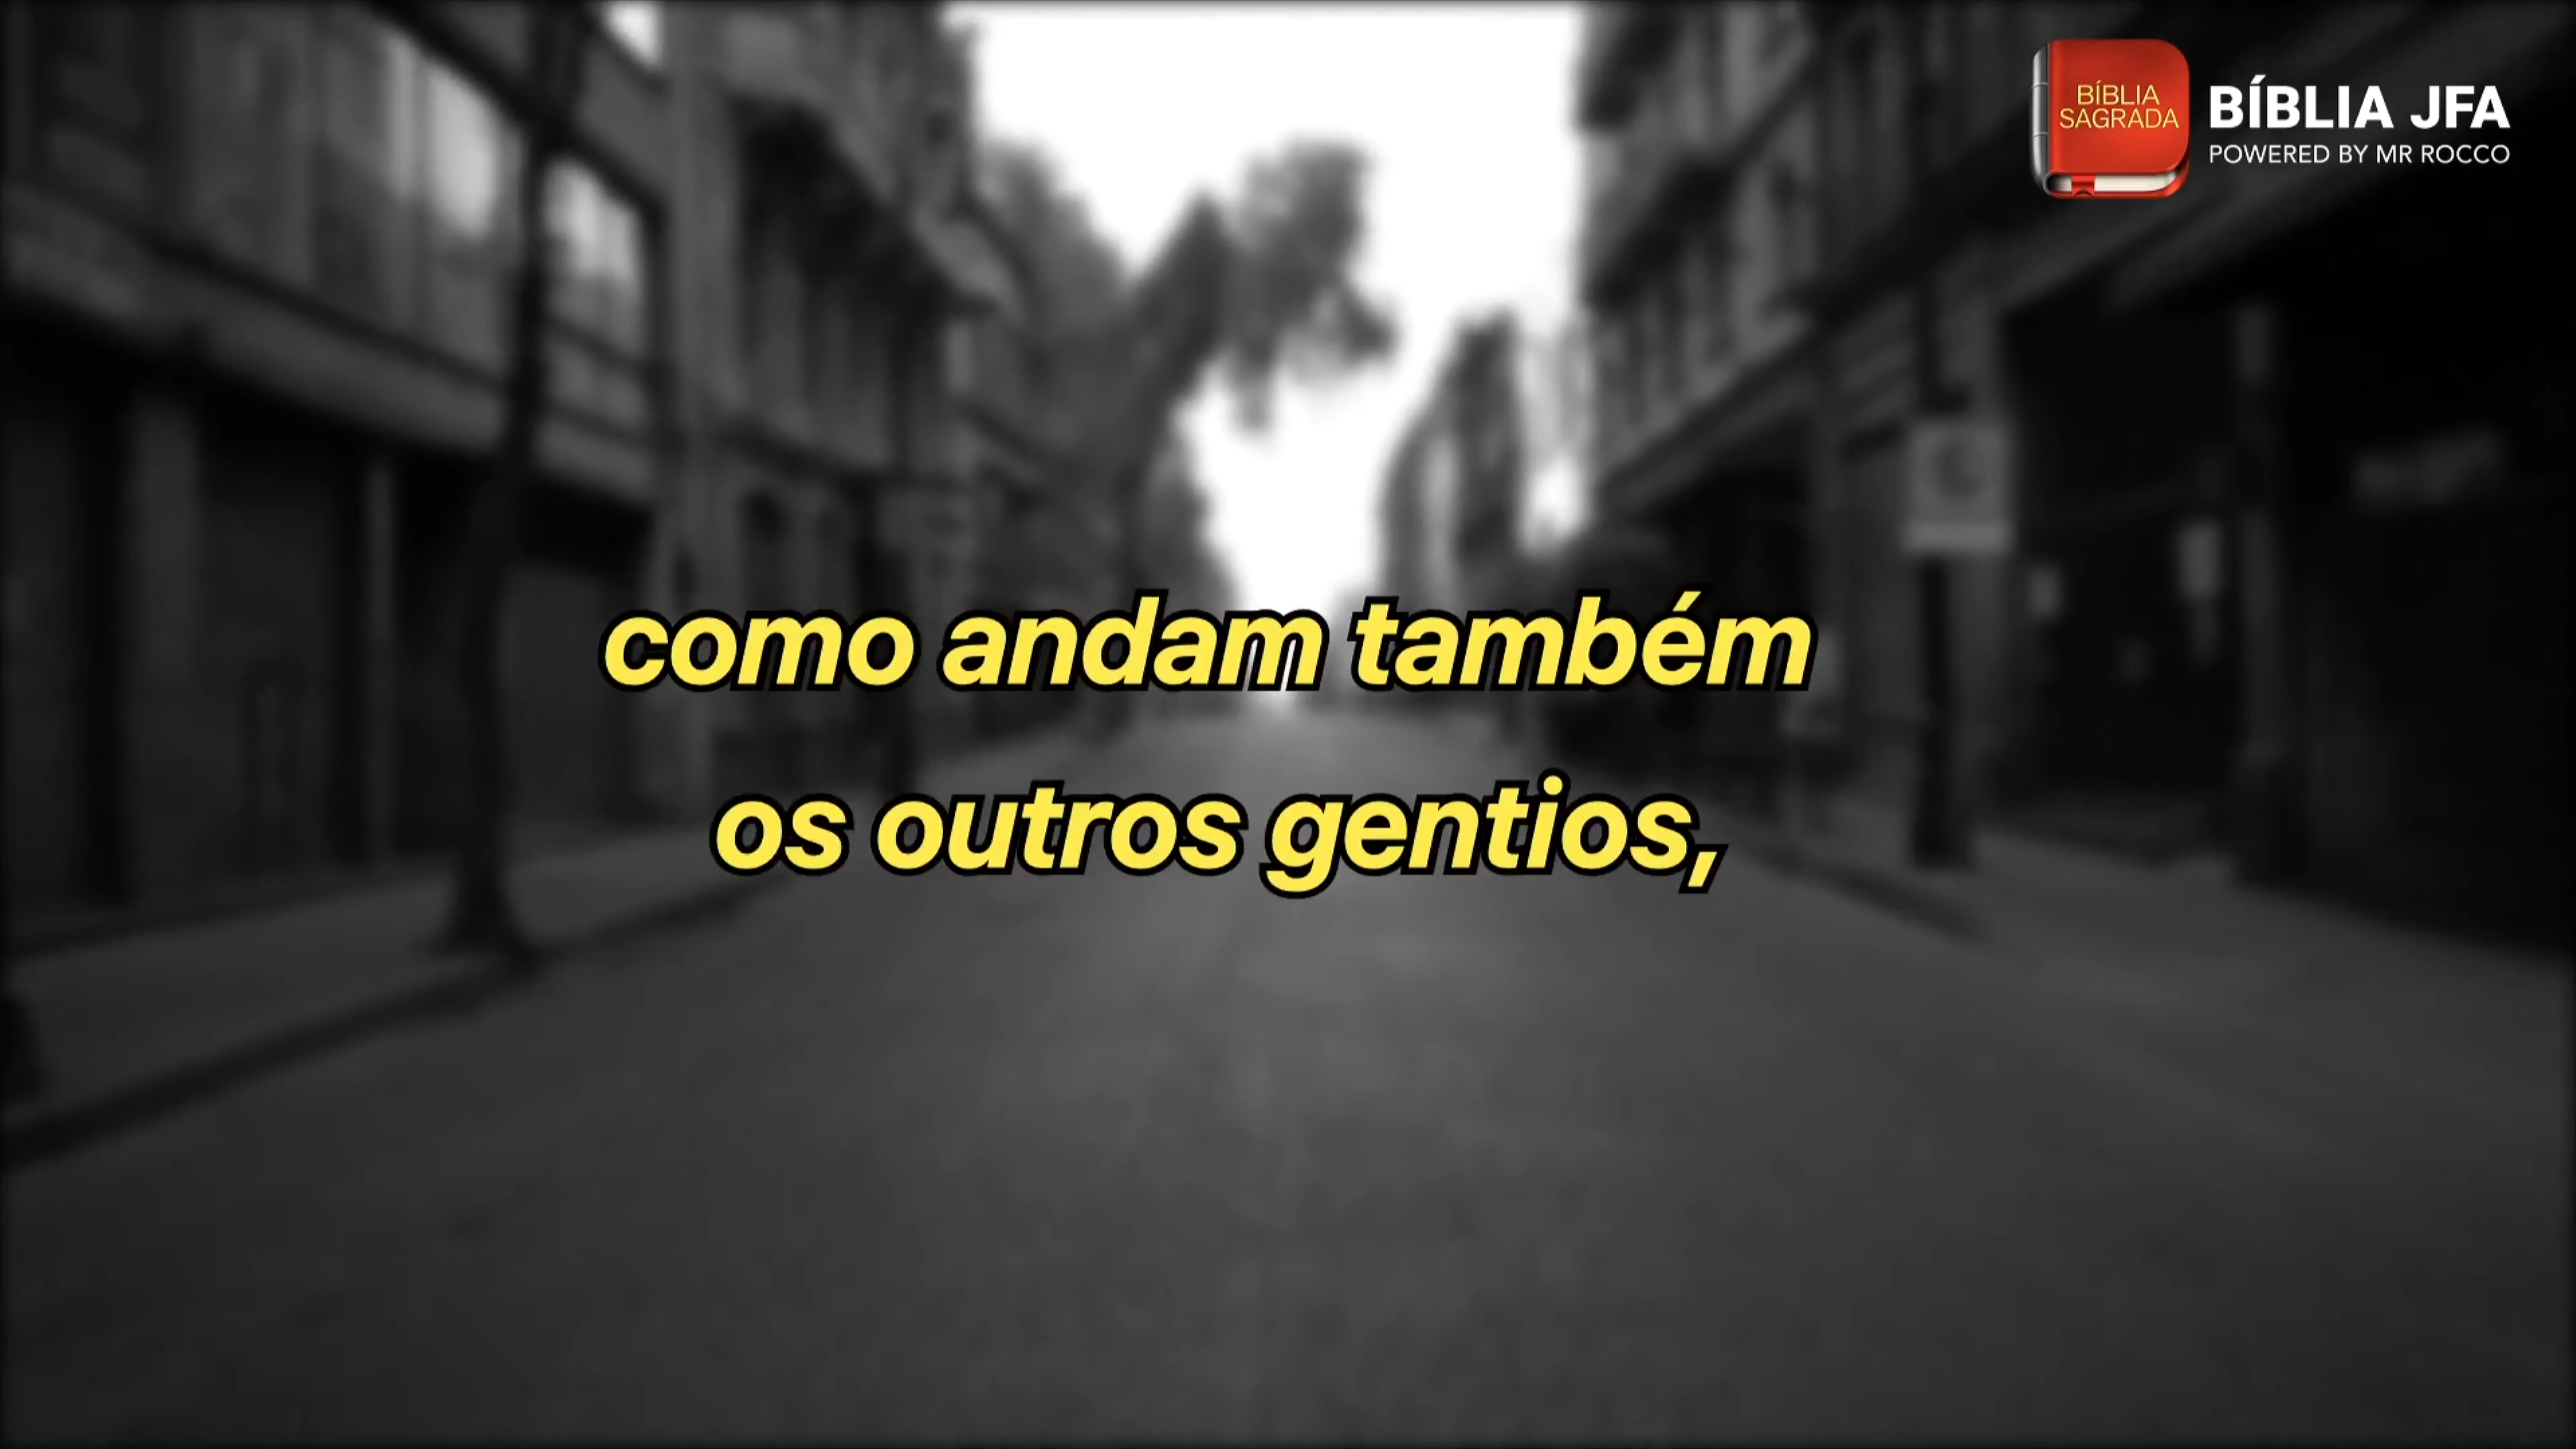 BÍBLIA
SAGRADA
BÍBLIA JFA
POWERED BY MR ROCCO
como andam também
os outros gentios,